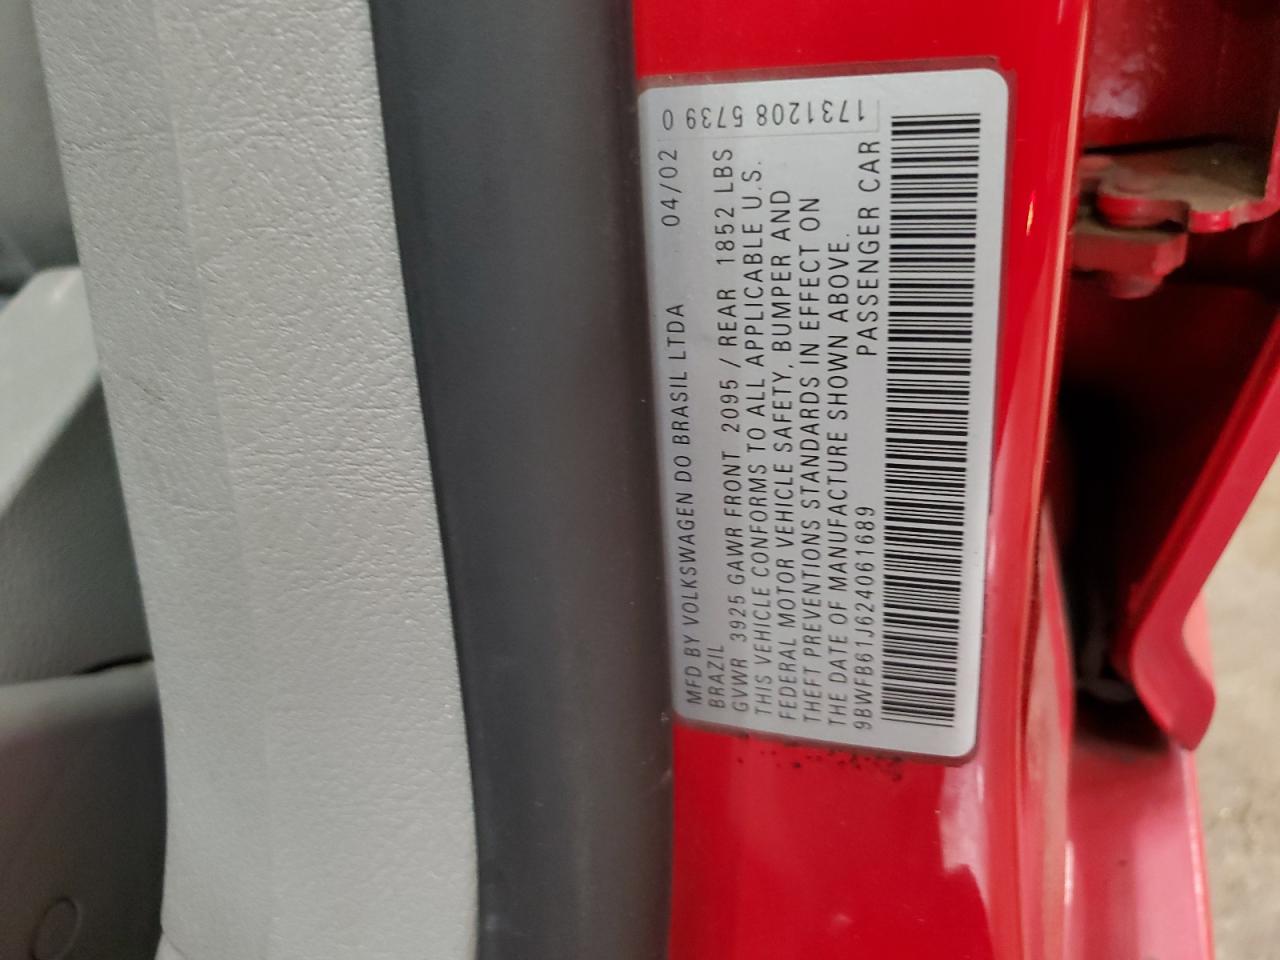 1731208 5739 0
MFD BY VOLKSWAGEN DO BRASIL LTDA 04/02
BRAZIL
GVWR 3925 GAWR FRONT 2095 / REAR 1852 LBS
THIS VEHICLE CONFORMS TO ALL APPLICABLE U.S.
FEDERAL MOTOR VEHICLE SAFETY, BUMPER AND
THEFT PREVENTIONS STANDARDS IN EFFECT ON
THE DATE OF MANUFACTURE SHOWN ABOVE.
9BWFB61J624061689 PASSENGER CAR